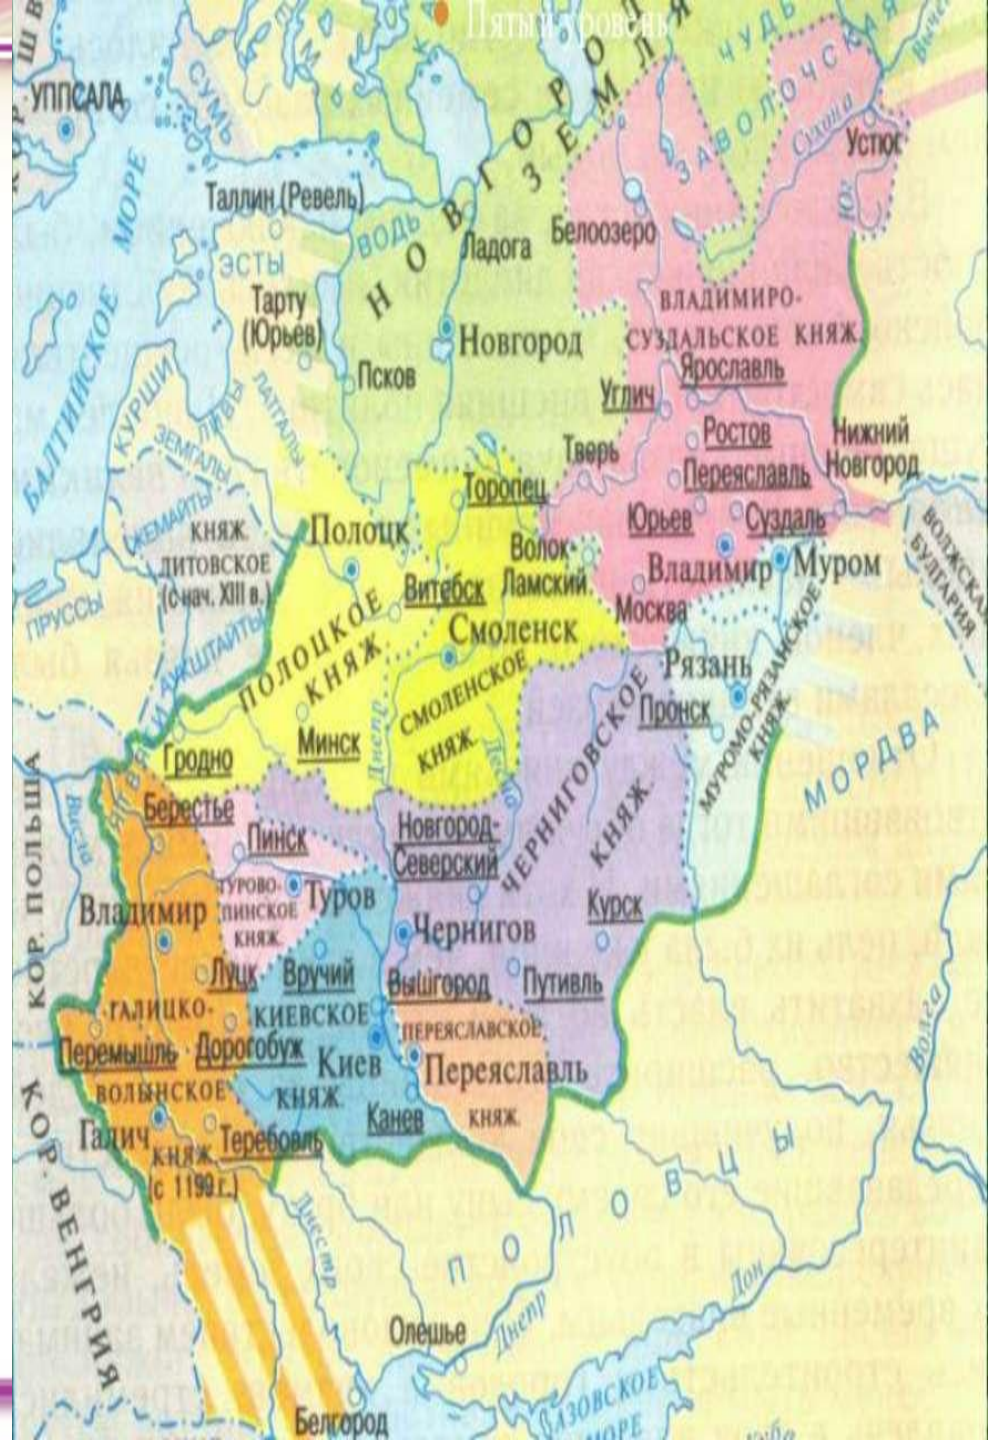 Пятый уровень
УППСАЛА
СУМЬ
ЧУДЬ
ЗАВОЛОЧСКАЯ
Сухона
Устюг
Юг
БАЛТИЙСКОЕ МОРЕ
Таллин (Ревель)
ВОДЬ
ЭСТЫ
Ладога
Белоозеро
НОВГОРОД
ЗЕМЛ
Тарту
(Юрьев)
Новгород
Псков
ВЛАДИМИРО-
СУЗДАЛЬСКОЕ КНЯЖ.
Ярославль
Углич
Ростов
Нижний
Новгород
Тверь
Переяславль
КУРШИ
ЗЕМГАЛЫ
ЛИВЫ
ЛАТГАЛЫ
Торопец
Юрьев
Суздаль
Полоцк
ЖЕМАЙТЫ
КНЯЖ.
ЛИТОВСКОЕ
(с нач. XIII в.)
Волок-
Ламский
Владимир
Муром
ВОЛЖСКАЯ
БУЛГАРИЯ
Витебск
Москва
ПРУССЫ
АУКШТАЙТЫ
Смоленск
ПОЛОЦКОЕ
КНЯЖ.
СМОЛЕНСКОЕ
КНЯЖ.
Рязань
Пронск
МУРОМО-РЯЗАНСКОЕ
КНЯЖ.
МОРДВА
Гродно
Минск
Днепр
Десна
ЯТВЯГИ
Висла
КОР. ПОЛЬША
Берестье
Пинск
Новгород-
Северский
ЧЕРНИГОВСКОЕ
КНЯЖ.
ТУРОВО-
ПИНСКОЕ
КНЯЖ.
Туров
Владимир
Чернигов
Курск
Луцк
Вручий
Вышгород
Путивль
ГАЛИЦКО-
КИЕВСКОЕ
ПЕРЕЯСЛАВСКОЕ
Перемышль
Дорогобуж
Киев
Переяславль
ВОЛЫНСКОЕ
КНЯЖ.
КНЯЖ.
Канев
Галич
КНЯЖ.
(с 1199 г.)
Теребовль
Волга
КОР. ВЕНГРИЯ
ПОЛОВЦЫ
Днестр
Олешье
Днепр
Дон
Белгород
АЗОВСКОЕ
МОРЕ